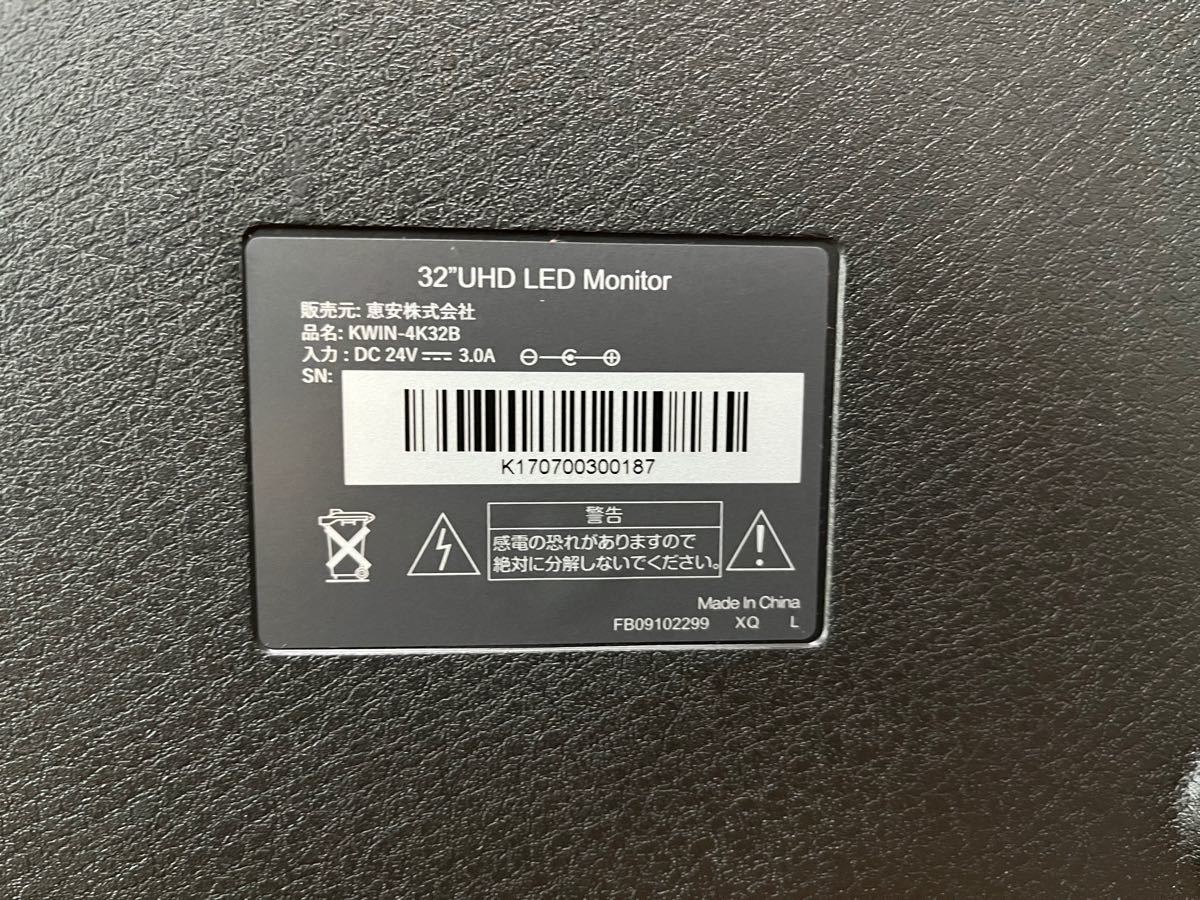 32”UHD LED Monitor
販売元: 恵安株式会社
品名: KWIN-4K32B
入力 : DC 24V ⎓ 3.0A
SN:
K170700300187
警告
感電の恐れがありますので
絶対に分解しないでください。
Made In China
FB09102299 XQ L